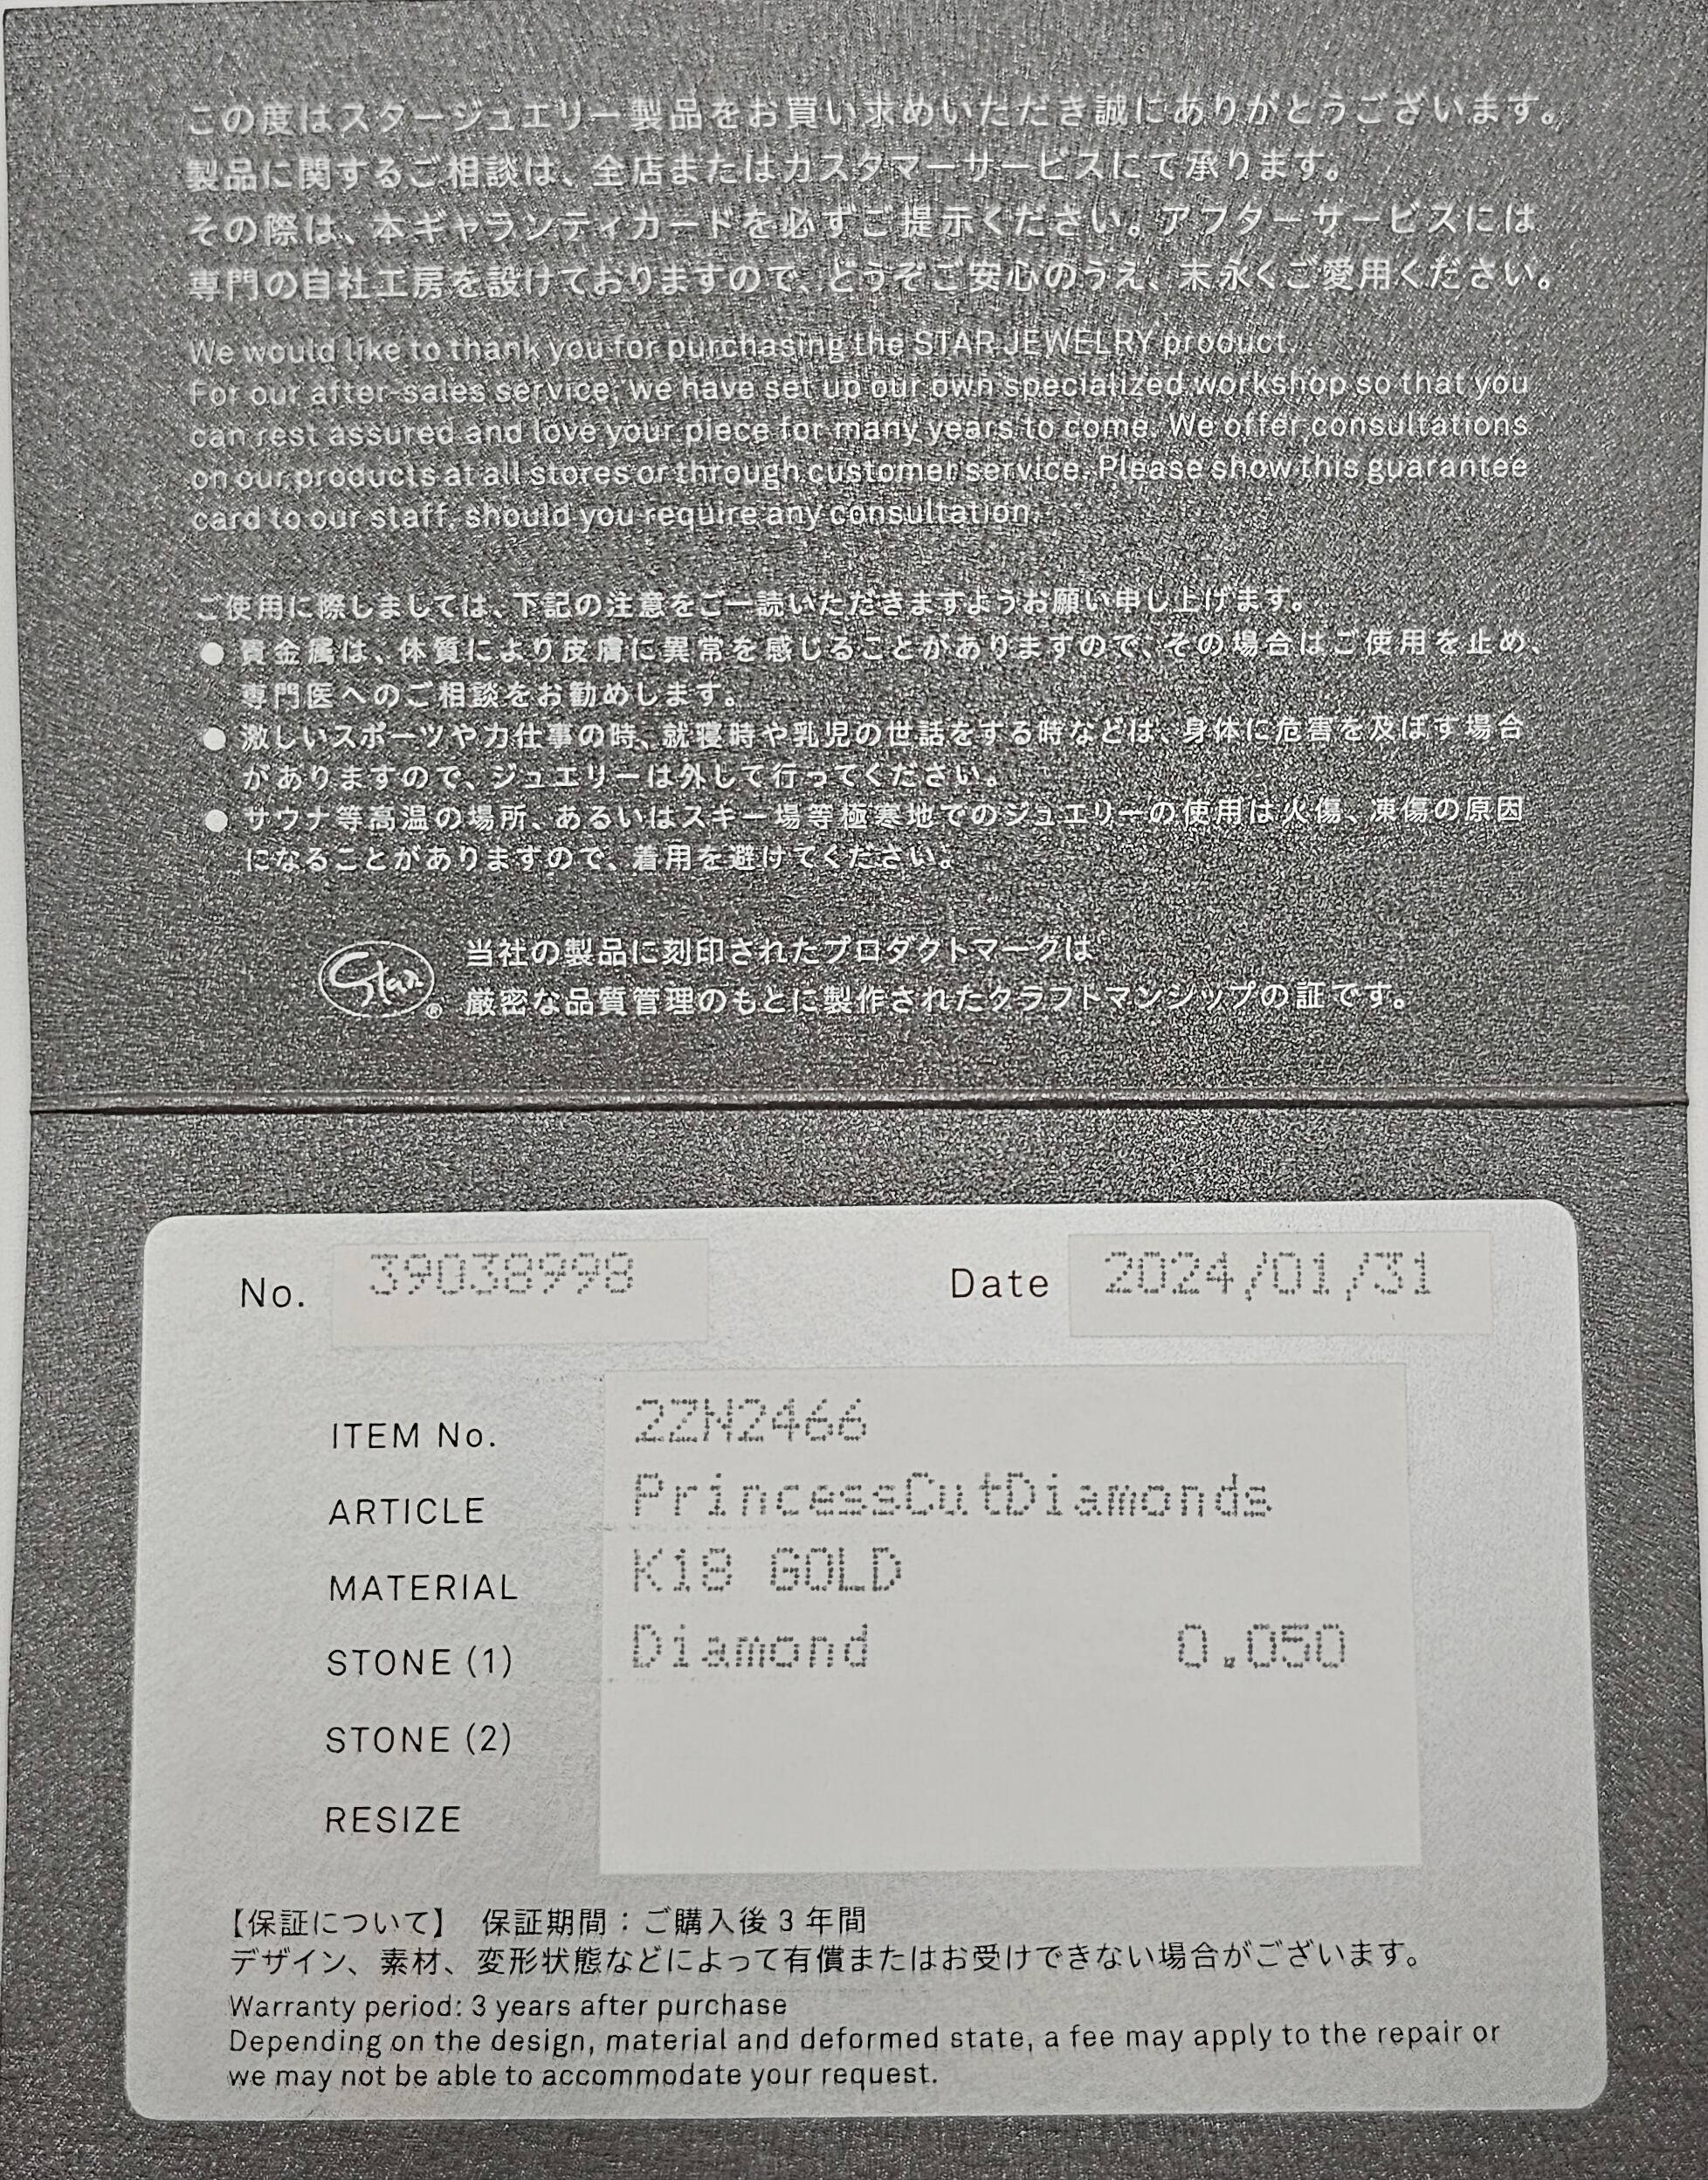 この度はスタージュエリー製品をお買い求めいただき誠にありがとうございます。
製品に関するご相談は、全店またはカスタマーサービスにて承ります。
その際は、本ギャランティカードを必ずご提示ください。アフターサービスには
専門の自社工房を設けておりますので、どうぞご安心のうえ、末永くご愛用ください。
We would like to thank you for purchasing the STAR JEWELRY product.
For our after-sales service, we have set up our own specialized workshop so that you
can rest assured and love your piece for many years to come. We offer consultations
on our products at all stores or through customer service. Please show this guarantee
card to our staff, should you require any consultation.
ご使用に際しましては、下記の注意をご一読いただきますようお願い申し上げます。
● 貴金属は、体質により皮膚に異常を感じることがありますので、その場合はご使用を止め、
専門医へのご相談をお勧めします。
● 激しいスポーツや力仕事の時、就寝時や乳児の世話をする時などは、身体に危害を及ぼす場合
がありますので、ジュエリーは外して行ってください。
● サウナ等高温の場所、あるいはスキー場等極寒地でのジュエリーの使用は火傷、凍傷の原因
になることがありますので、着用を避けてください。
Star ® 当社の製品に刻印されたプロダクトマークは
厳密な品質管理のもとに製作されたクラフトマンシップの証です。
No. 39038998 Date 2024/01/31
ITEM No. 2ZN2466
ARTICLE PrincessCutDiamonds
MATERIAL K18 GOLD
STONE (1) Diamond 0.050
STONE (2)
RESIZE
【保証について】 保証期間：ご購入後3年間
デザイン、素材、変形状態などによって有償またはお受けできない場合がございます。
Warranty period: 3 years after purchase
Depending on the design, material and deformed state, a fee may apply to the repair or
we may not be able to accommodate your request.